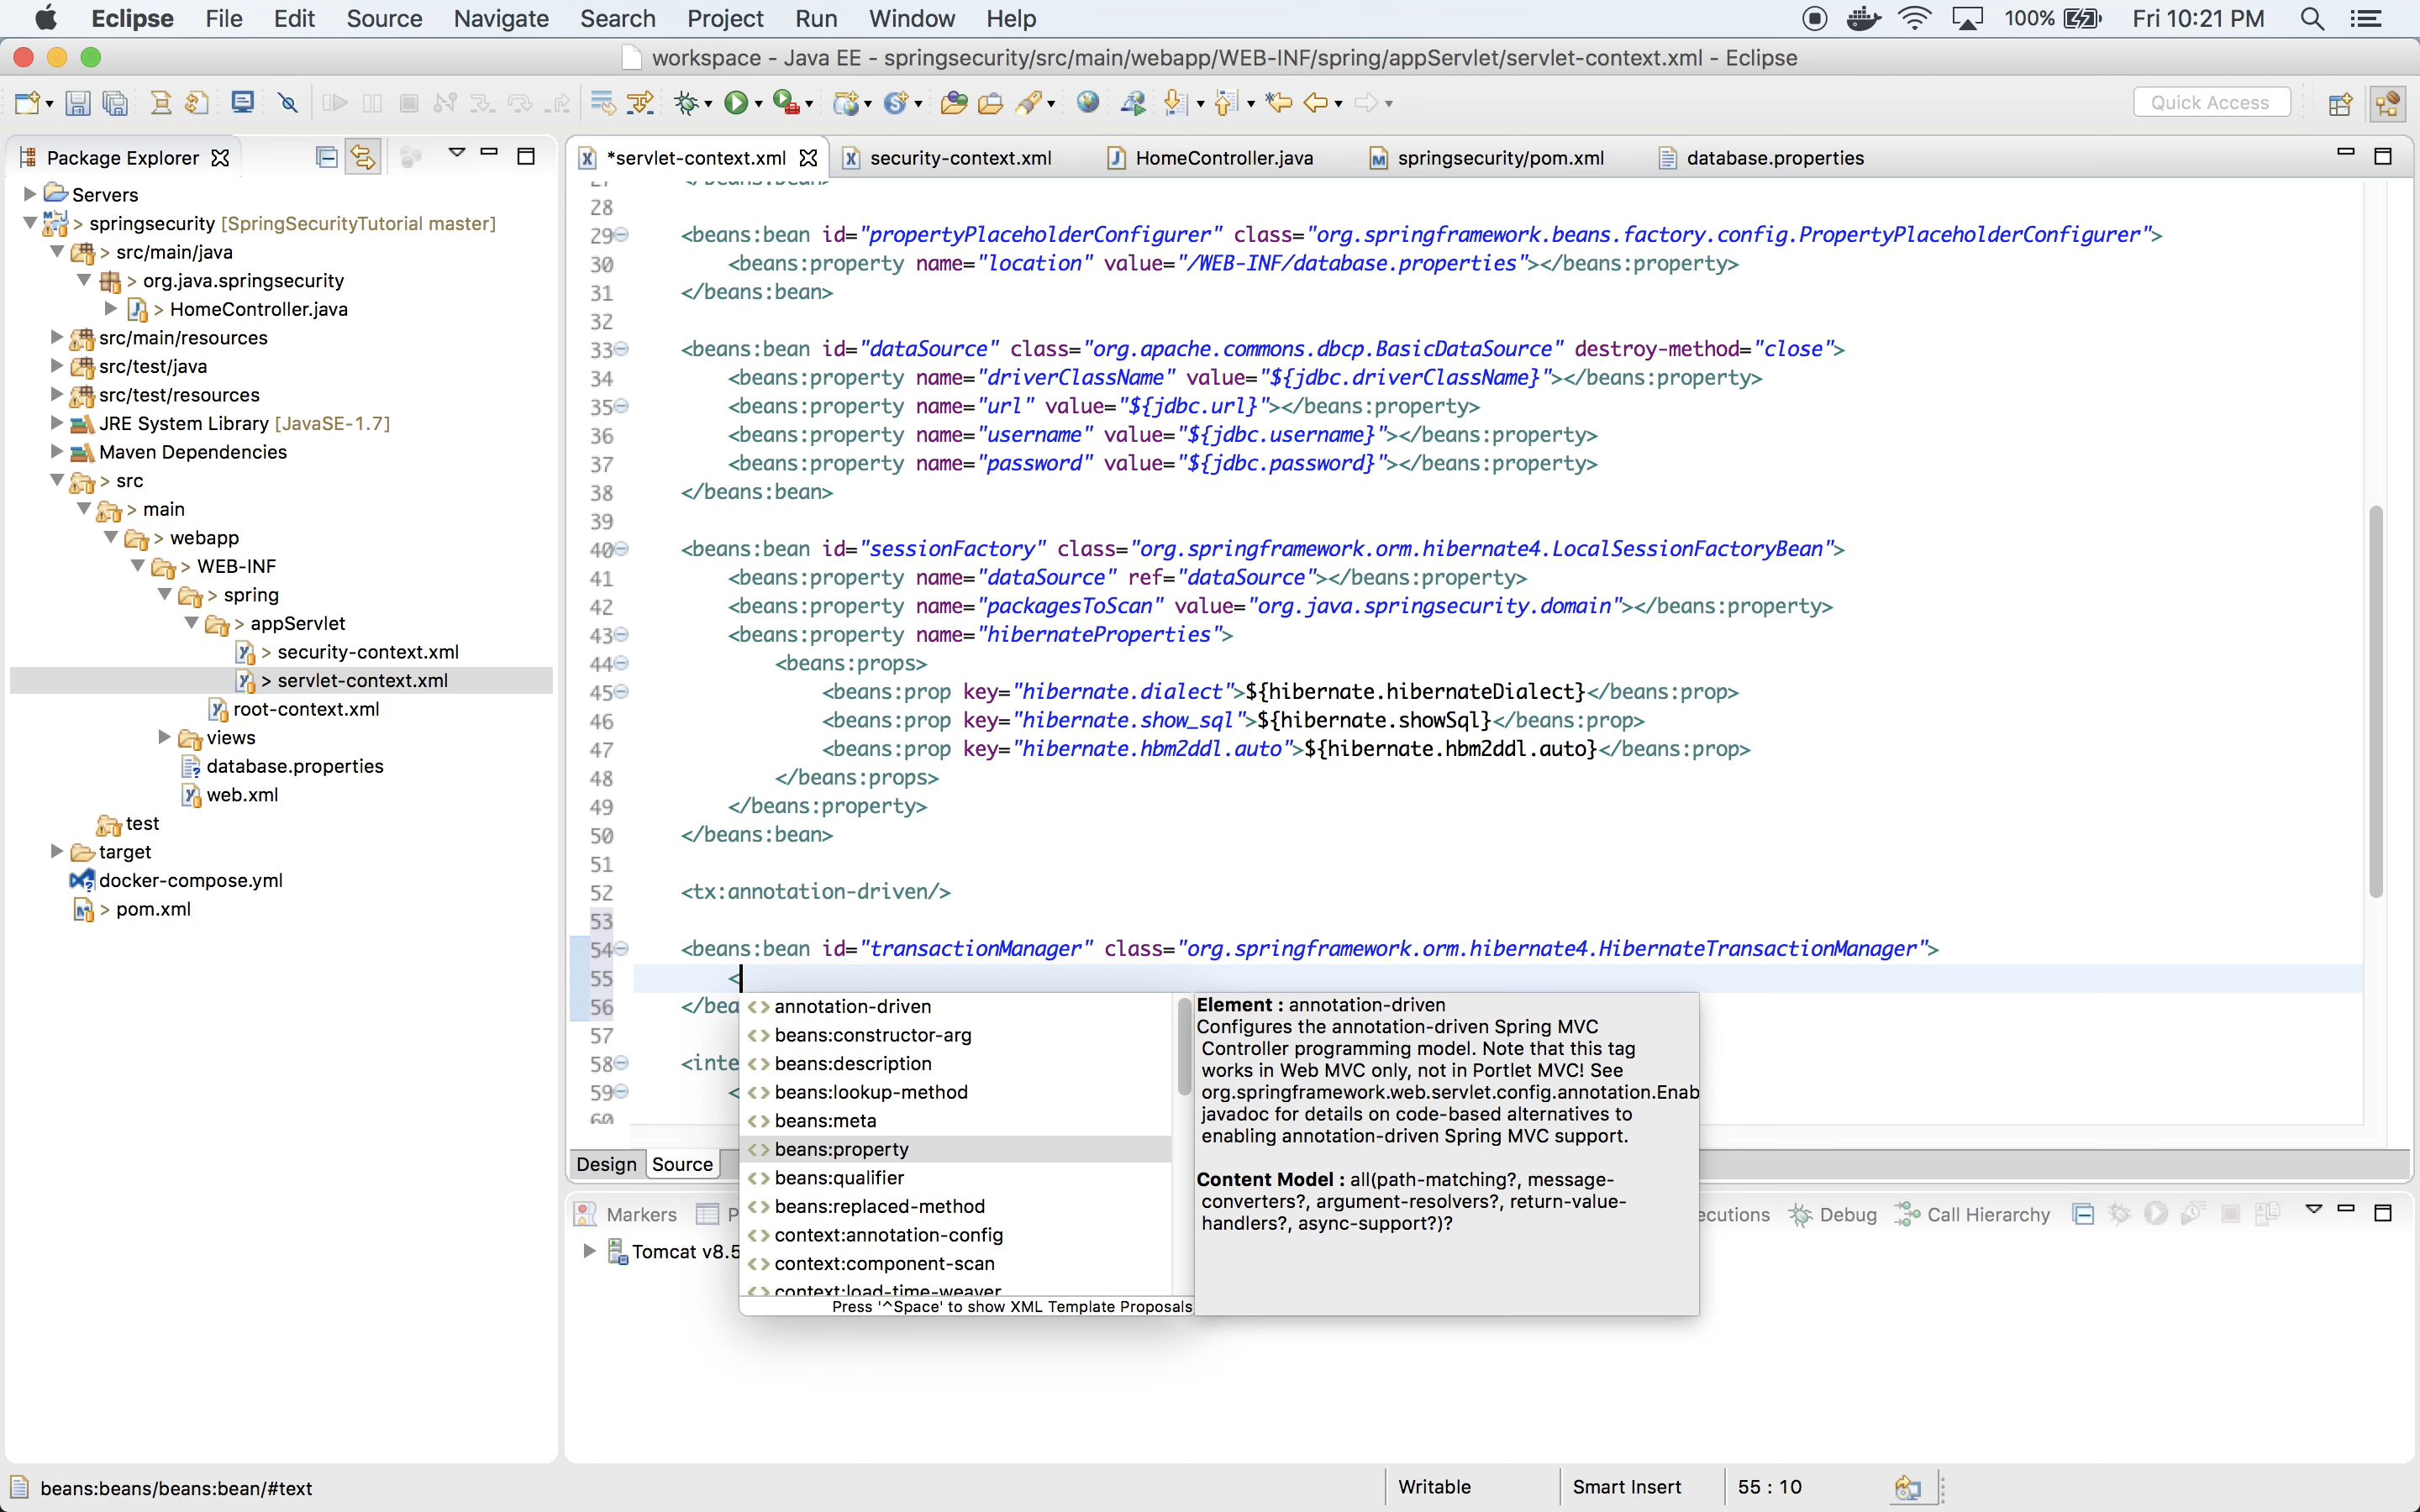 Eclipse File Edit Source Navigate Search Project Run Window Help 100% Fri 10:21 PM
workspace - Java EE - springsecurity/src/main/webapp/WEB-INF/spring/appServlet/servlet-context.xml - Eclipse
Quick Access
Package Explorer
Servers
> springsecurity [SpringSecurityTutorial master]
> src/main/java
> org.java.springsecurity
> HomeController.java
src/main/resources
src/test/java
src/test/resources
JRE System Library [JavaSE-1.7]
Maven Dependencies
> src
> main
> webapp
> WEB-INF
> spring
> appServlet
> security-context.xml
> servlet-context.xml
root-context.xml
views
database.properties
web.xml
test
target
docker-compose.yml
> pom.xml
*servlet-context.xml security-context.xml HomeController.java springsecurity/pom.xml database.properties
27 </beans:bean>
28
29 <beans:bean id="propertyPlaceholderConfigurer" class="org.springframework.beans.factory.config.PropertyPlaceholderConfigurer">
30 <beans:property name="location" value="/WEB-INF/database.properties"></beans:property>
31 </beans:bean>
32
33 <beans:bean id="dataSource" class="org.apache.commons.dbcp.BasicDataSource" destroy-method="close">
34 <beans:property name="driverClassName" value="${jdbc.driverClassName}"></beans:property>
35 <beans:property name="url" value="${jdbc.url}"></beans:property>
36 <beans:property name="username" value="${jdbc.username}"></beans:property>
37 <beans:property name="password" value="${jdbc.password}"></beans:property>
38 </beans:bean>
39
40 <beans:bean id="sessionFactory" class="org.springframework.orm.hibernate4.LocalSessionFactoryBean">
41 <beans:property name="dataSource" ref="dataSource"></beans:property>
42 <beans:property name="packagesToScan" value="org.java.springsecurity.domain"></beans:property>
43 <beans:property name="hibernateProperties">
44 <beans:props>
45 <beans:prop key="hibernate.dialect">${hibernate.hibernateDialect}</beans:prop>
46 <beans:prop key="hibernate.show_sql">${hibernate.showSql}</beans:prop>
47 <beans:prop key="hibernate.hbm2ddl.auto">${hibernate.hbm2ddl.auto}</beans:prop>
48 </beans:props>
49 </beans:property>
50 </beans:bean>
51
52 <tx:annotation-driven/>
53
54 <beans:bean id="transactionManager" class="org.springframework.orm.hibernate4.HibernateTransactionManager">
55 <
56 </bea
57
58 <inte
59 <
60
annotation-driven
beans:constructor-arg
beans:description
beans:lookup-method
beans:meta
beans:property
beans:qualifier
beans:replaced-method
context:annotation-config
context:component-scan
context:load-time-weaver
Press '^Space' to show XML Template Proposals
Element : annotation-driven
Configures the annotation-driven Spring MVC
Controller programming model. Note that this tag
works in Web MVC only, not in Portlet MVC! See
org.springframework.web.servlet.config.annotation.Enab
javadoc for details on code-based alternatives to
enabling annotation-driven Spring MVC support.
Content Model : all(path-matching?, message-
converters?, argument-resolvers?, return-value-
handlers?, async-support?)?
Design Source
Markers P ecutions Debug Call Hierarchy
Tomcat v8.5
beans:beans/beans:bean/#text Writable Smart Insert 55 : 10